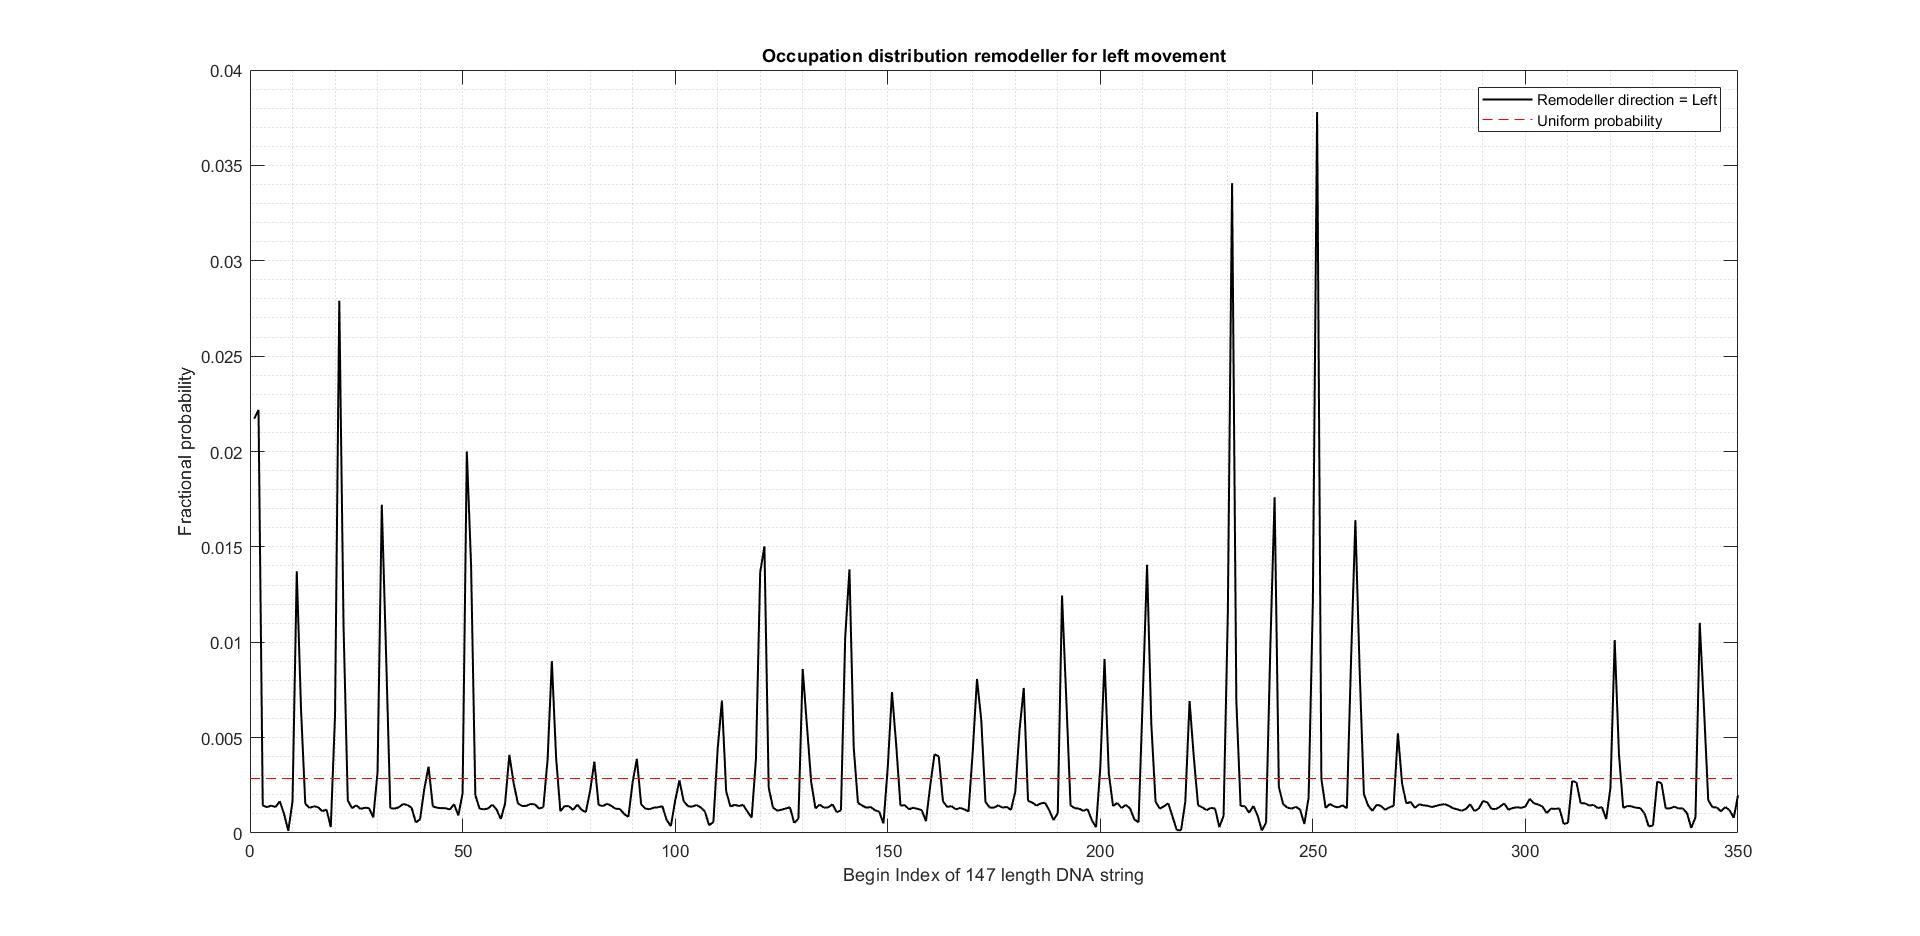 Occupation distribution remodeller for left movement
0.04
0.035
0.03
0.025
0.02
0.015
0.01
0.005
0
Fractional probability
Remodeller direction = Left
Uniform probability
0 50 100 150 200 250 300 350
Begin Index of 147 length DNA string